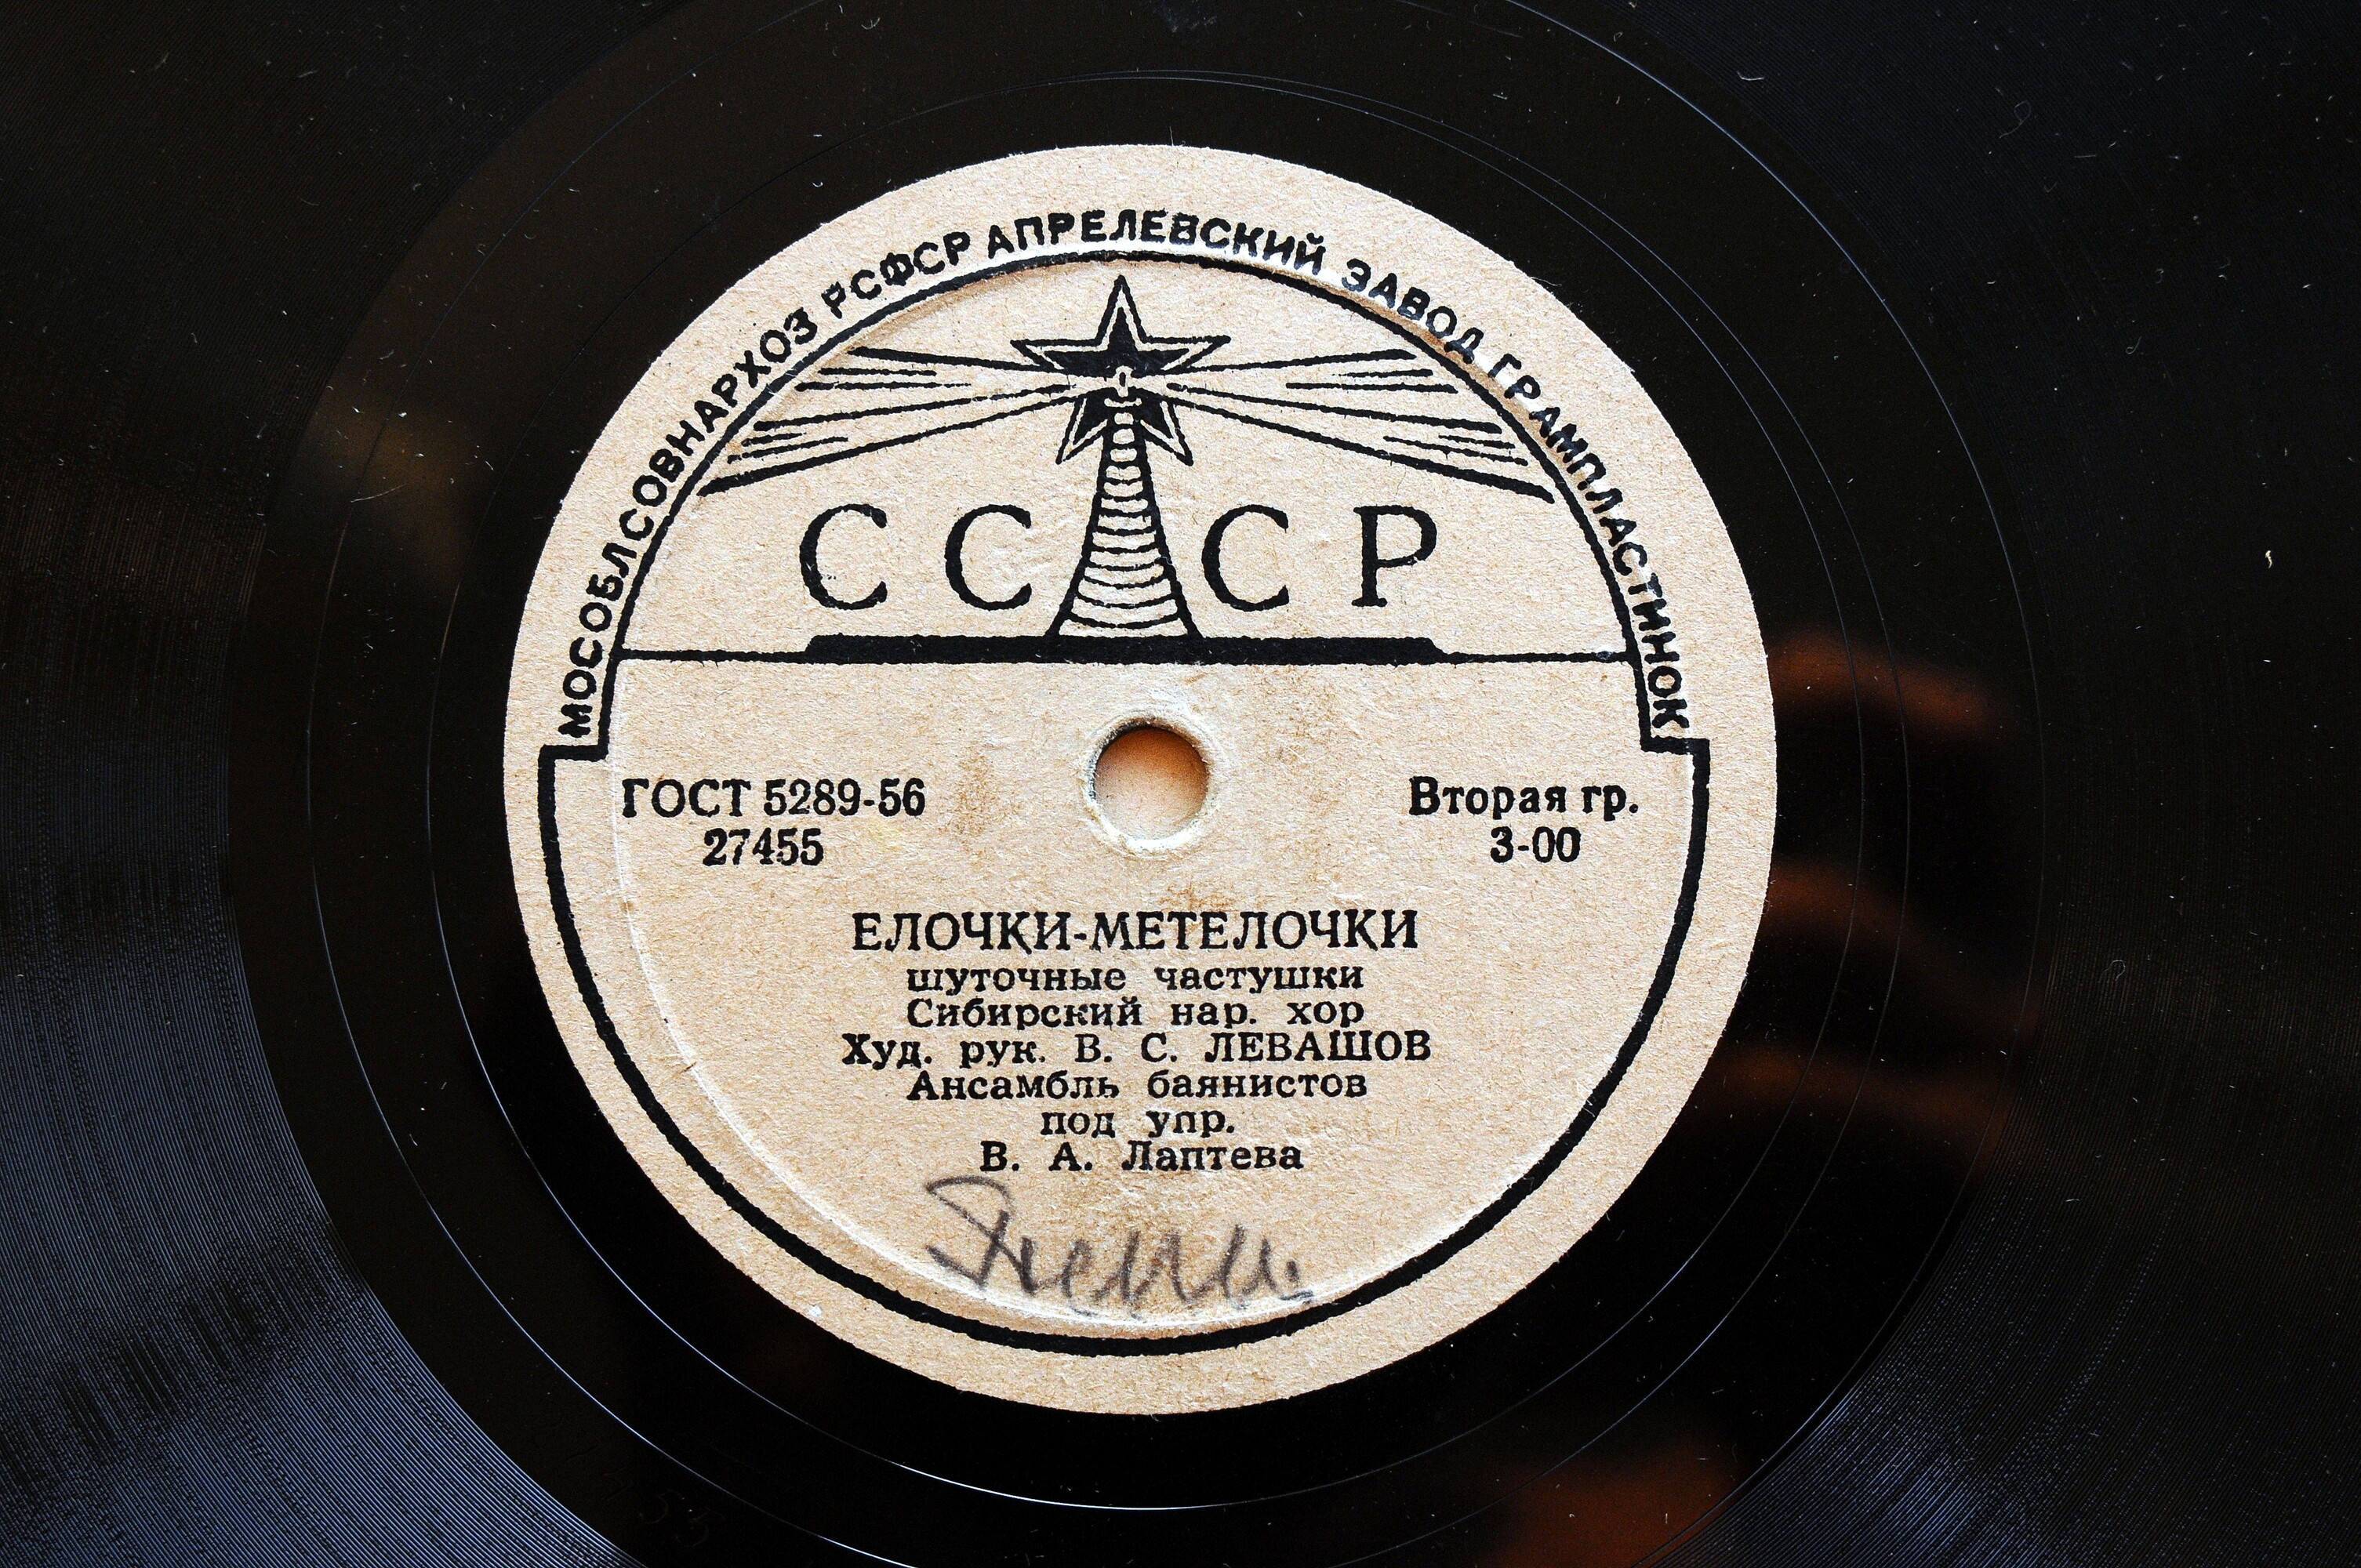 МОСОБЛСОВНАРХОЗ РСФСР АПРЕЛЕВСКИЙ ЗАВОД ГРАМПЛАСТИНОК
СССР
ГОСТ 5289-56
27455
Вторая гр.
3-00
ЕЛОЧКИ-МЕТЕЛОЧКИ
шуточные частушки
Сибирский нар. хор
Худ. рук. В. С. ЛЕВАШОВ
Ансамбль баянистов
под упр.
В. А. Лаптева